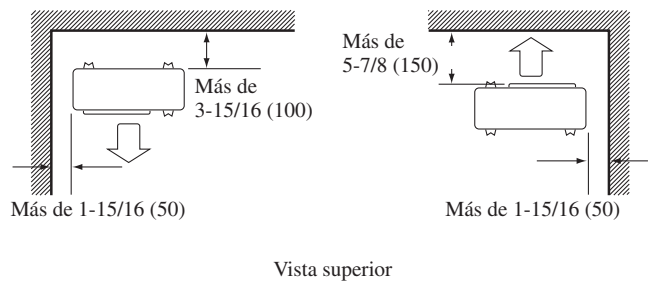 Más de
3-15/16 (100)
Más de 1-15/16 (50)
Más de
5-7/8 (150)
Más de 1-15/16 (50)
Vista superior